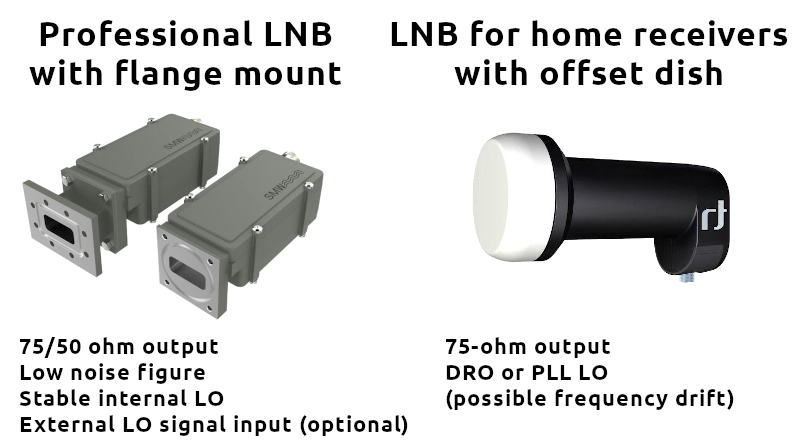 Professional LNB
with flange mount
LNB for home receivers
with offset dish
75/50 ohm output
Low noise figure
Stable internal LO
External LO signal input (optional)
75-ohm output
DRO or PLL LO
(possible frequency drift)